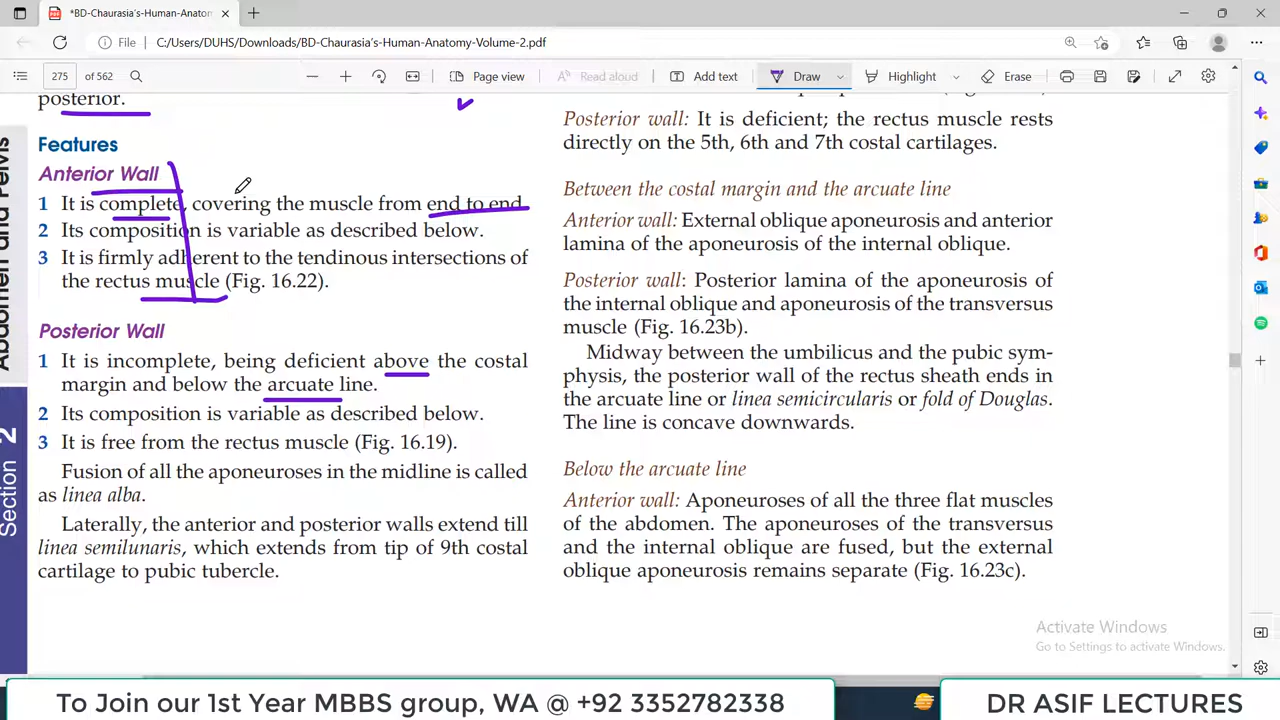 *BD-Chaurasia's-Human-Anatomy-
File
C:/Users/DUHS/Downloads/BD-Chaurasia's-Human-Anatomy-Volume-2.pdf
275 of 562
Page view
Read aloud
Add text
Draw
Highlight
Erase
Abdomen and Pelvis
Section 2
posterior.
Features
Anterior Wall
1 It is complete, covering the muscle from end to end.
2 Its composition is variable as described below.
3 It is firmly adherent to the tendinous intersections of
the rectus muscle (Fig. 16.22).
Posterior Wall
1 It is incomplete, being deficient above the costal
margin and below the arcuate line.
2 Its composition is variable as described below.
3 It is free from the rectus muscle (Fig. 16.19).
Fusion of all the aponeuroses in the midline is called
as linea alba.
Laterally, the anterior and posterior walls extend till
linea semilunaris, which extends from tip of 9th costal
cartilage to pubic tubercle.
Posterior wall: It is deficient; the rectus muscle rests
directly on the 5th, 6th and 7th costal cartilages.
Between the costal margin and the arcuate line
Anterior wall: External oblique aponeurosis and anterior
lamina of the aponeurosis of the internal oblique.
Posterior wall: Posterior lamina of the aponeurosis of
the internal oblique and aponeurosis of the transversus
muscle (Fig. 16.23b).
Midway between the umbilicus and the pubic sym-
physis, the posterior wall of the rectus sheath ends in
the arcuate line or linea semicircularis or fold of Douglas.
The line is concave downwards.
Below the arcuate line
Anterior wall: Aponeuroses of all the three flat muscles
of the abdomen. The aponeuroses of the transversus
and the internal oblique are fused, but the external
oblique aponeurosis remains separate (Fig. 16.23c).
Activate Windows
Go to Settings to activate Windows.
To Join our 1st Year MBBS group, WA @ +92 3352782338
DR ASIF LECTURES